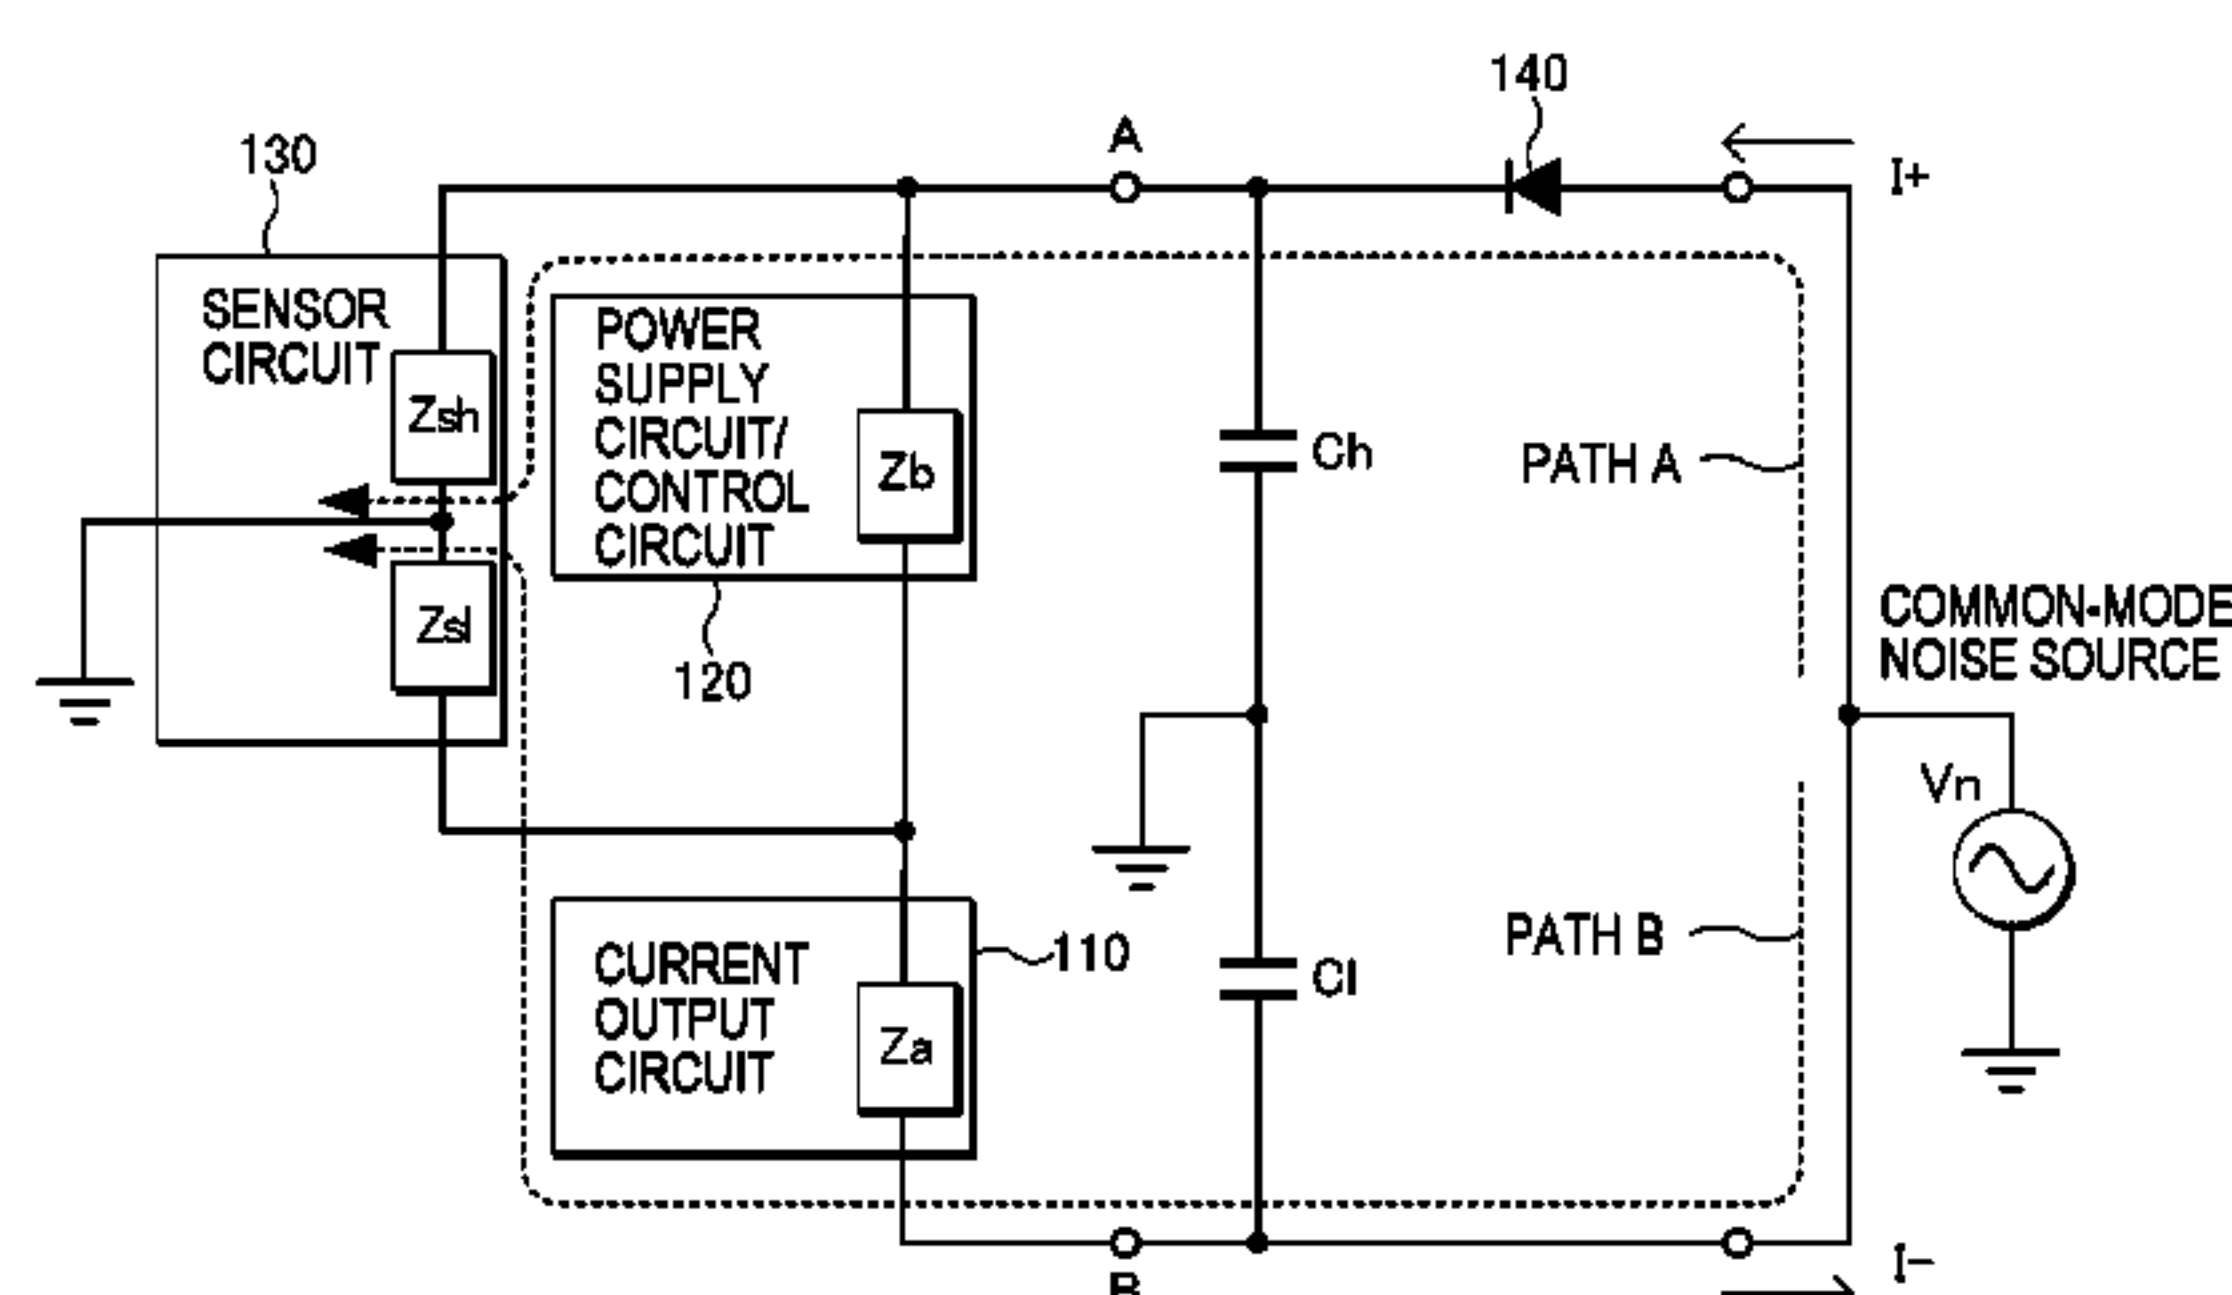 140
A
130
I+
SENSOR
CIRCUIT
POWER
SUPPLY
CIRCUIT/
CONTROL
CIRCUIT
Zsh
Zb
Ch
PATH A
Zsl
120
COMMON-MODE
NOISE SOURCE
Vn
PATH B
110
CURRENT
OUTPUT
CIRCUIT
Cl
Za
B
I-